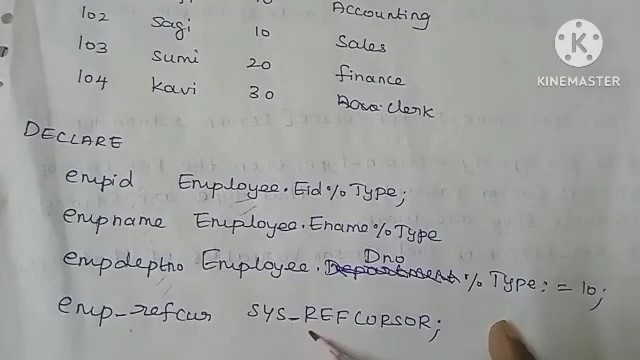 102 Sagi 10 Accounting
103 Sumi 20 Sales
104 Kavi 30 finance
clerk
DECLARE
empid Employee.Eid%Type;
empname Employee.Ename%Type
Dno
empdeptno Employee.Department%Type:=10;
emp_refcur SYS_REFCURSOR;
KINEMASTER